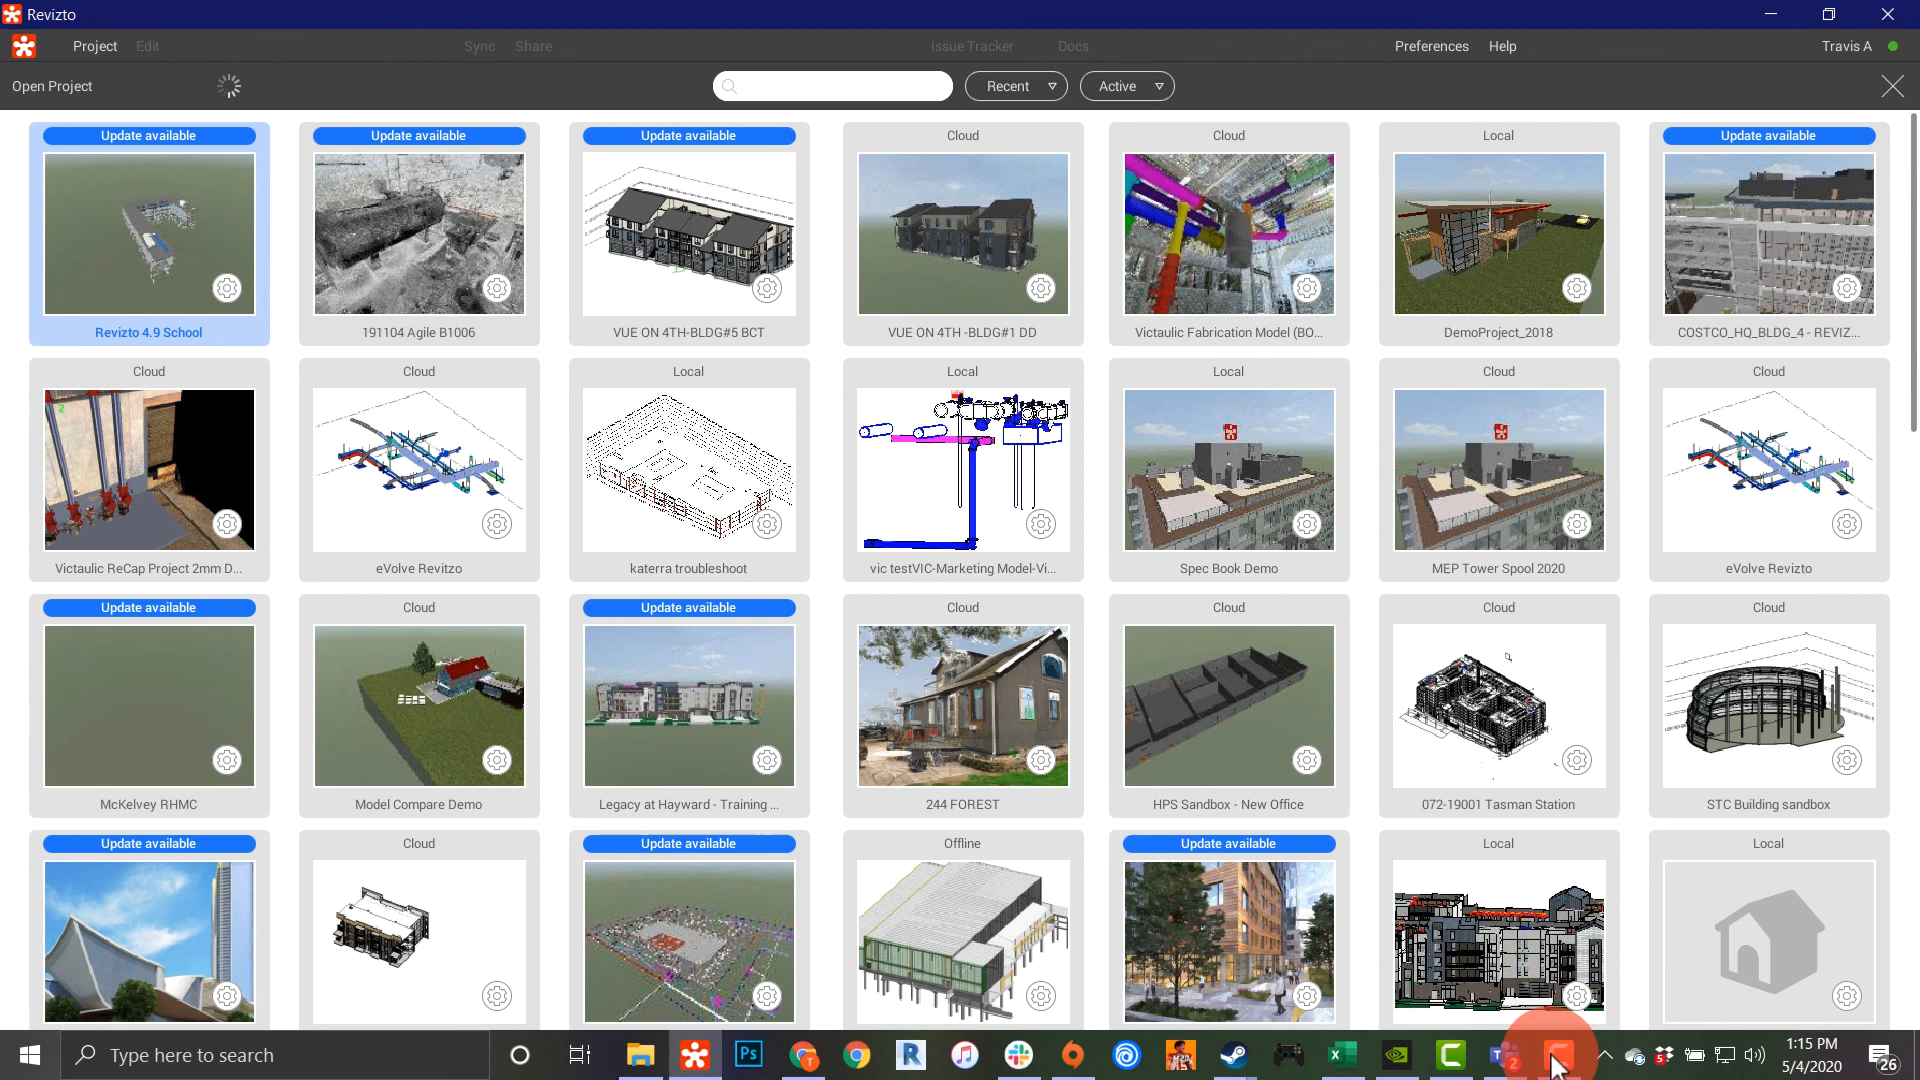 Revizto
Project Edit Sync Share Issue Tracker Docs Preferences Help Travis A
Open Project Recent Active
Update available Update available Update available Cloud Cloud Local Update available
Revizto 4.9 School 191104 Agile B1006 VUE ON 4TH-BLDG#5 BCT VUE ON 4TH -BLDG#1 DD Victaulic Fabrication Model (BO... DemoProject_2018 COSTCO_HQ_BLDG_4 - REVIZ...
Cloud Cloud Local Local Local Cloud Cloud
2
Victaulic ReCap Project 2mm D... eVolve Revitzo katerra troubleshoot vic testVIC-Marketing Model-Vi... Spec Book Demo MEP Tower Spool 2020 eVolve Revizto
Update available Cloud Update available Cloud Cloud Cloud Cloud
McKelvey RHMC Model Compare Demo Legacy at Hayward - Training ... 244 FOREST HPS Sandbox - New Office 072-19001 Tasman Station STC Building sandbox
Update available Cloud Update available Offline Update available Local Local
Type here to search
Ps
T
R
2
5
1:15 PM
5/4/2020
26